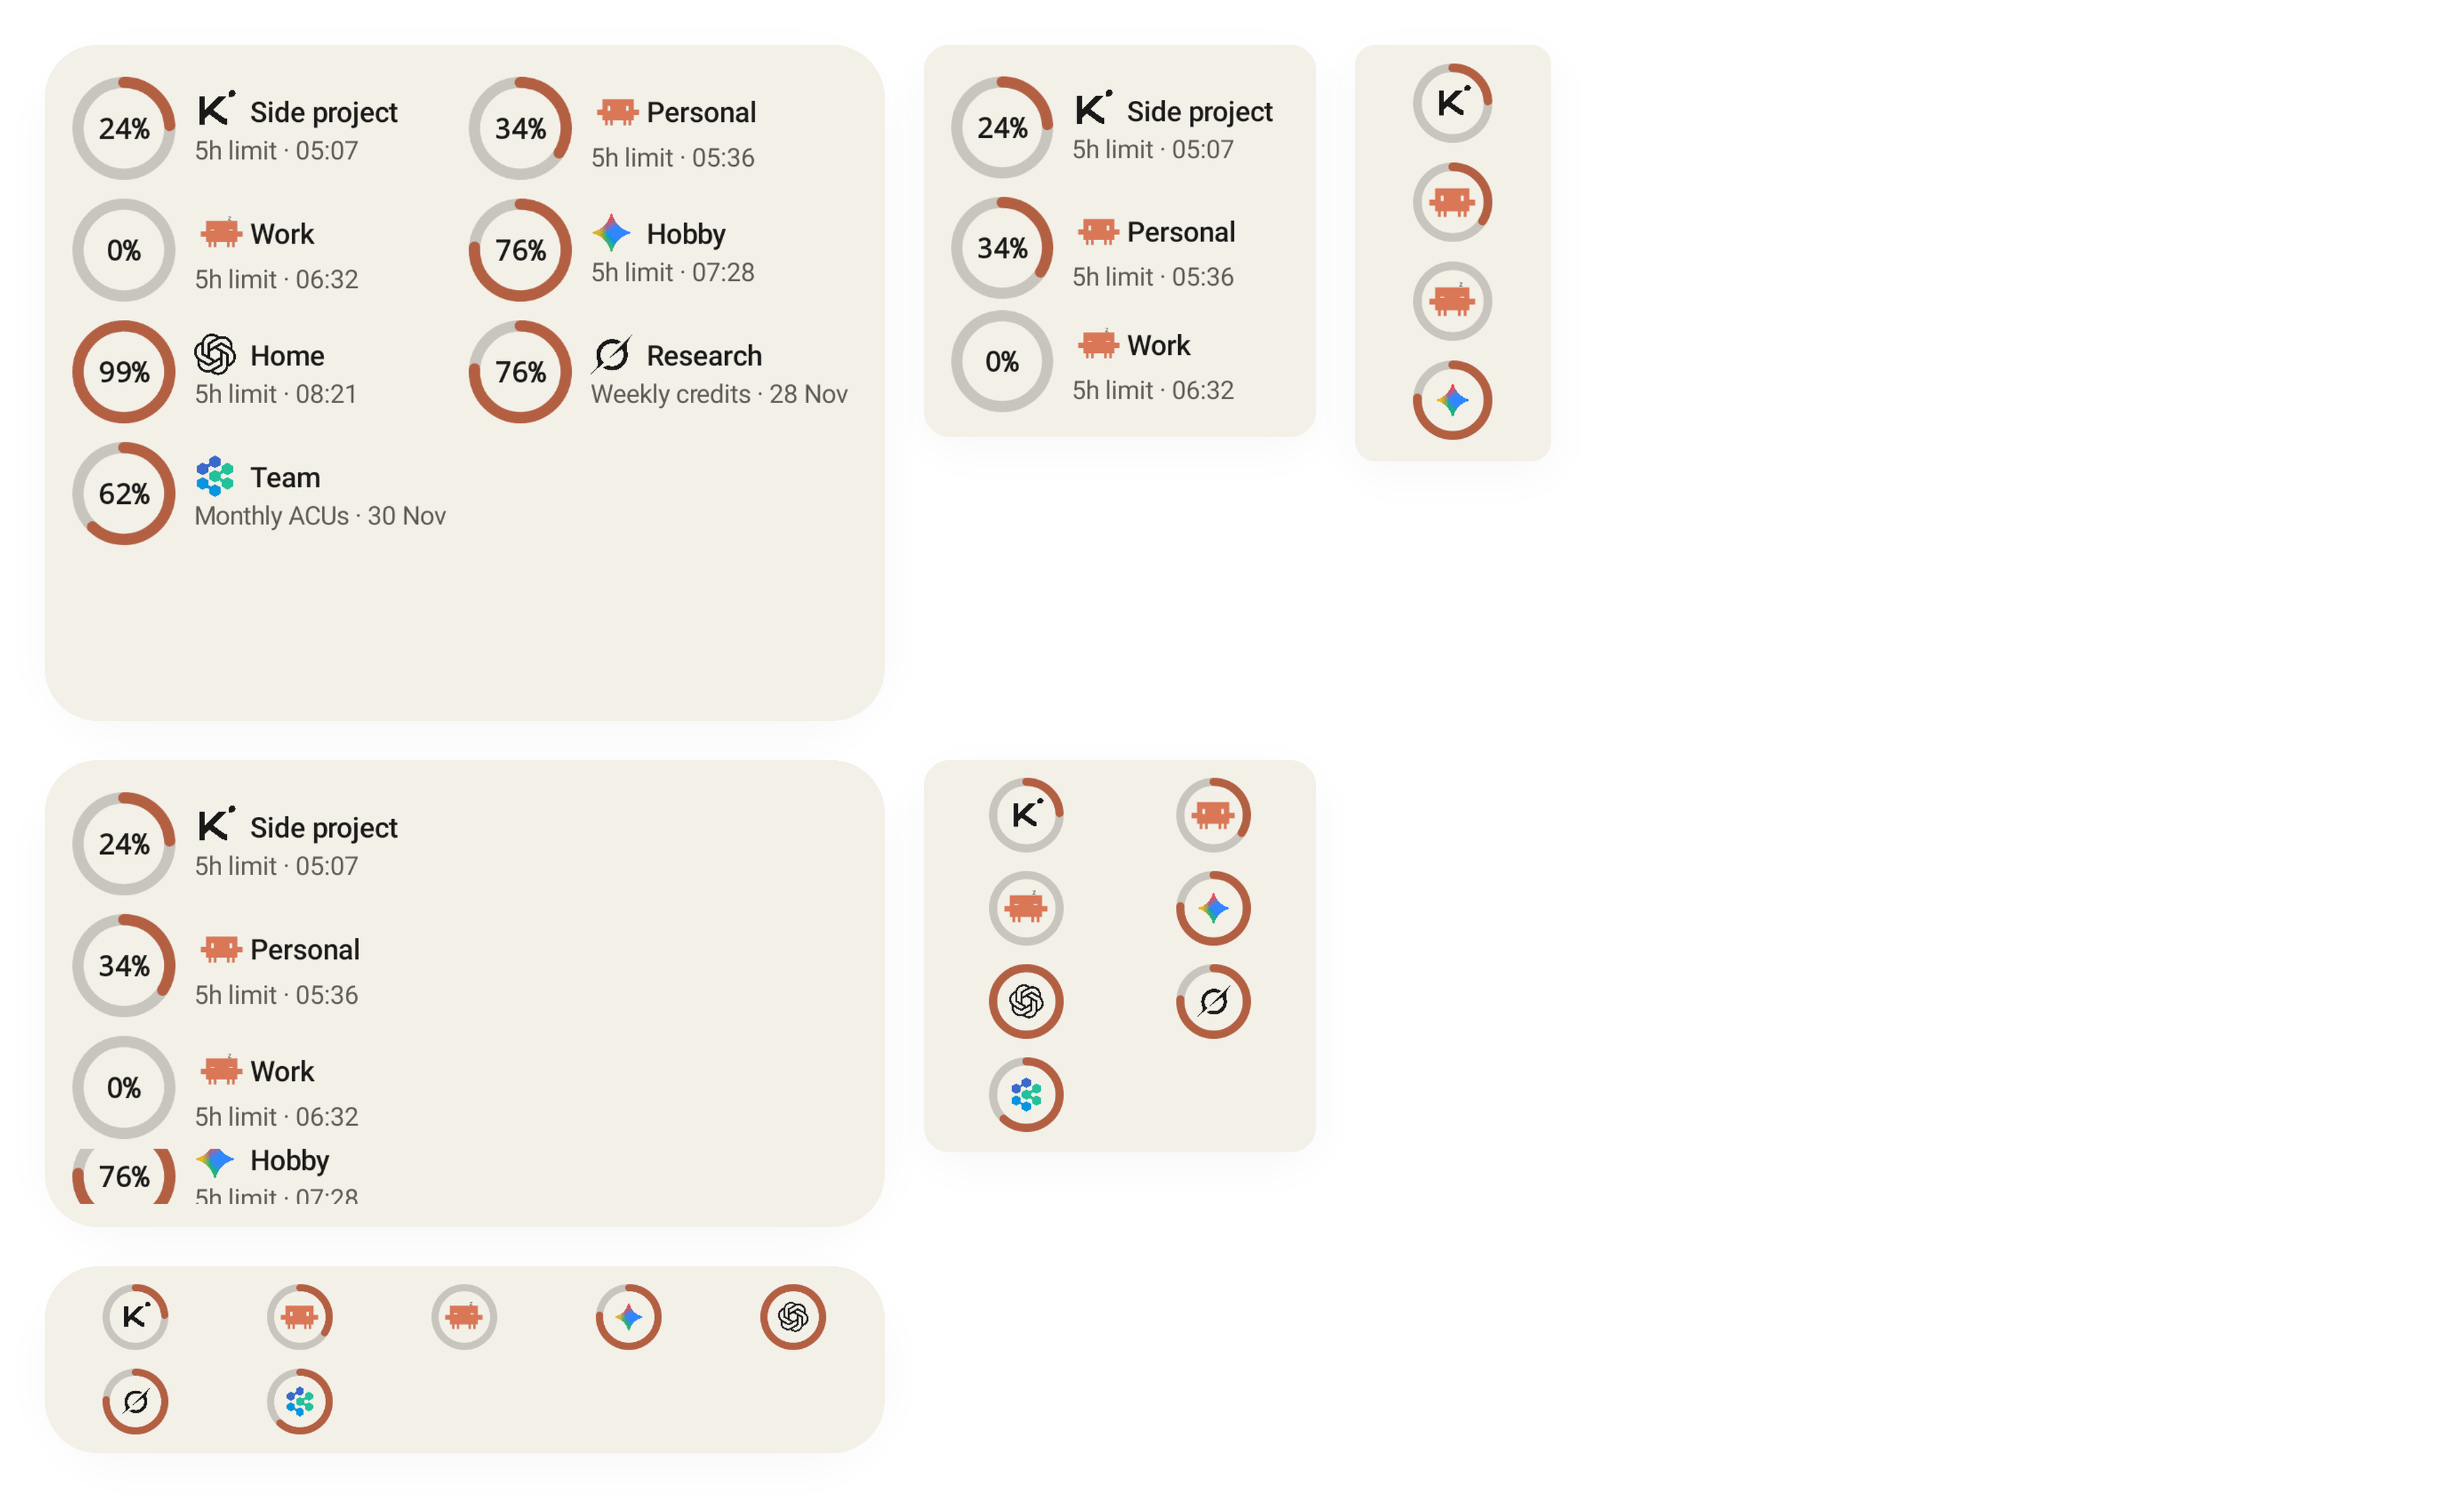 24%
Side project
5h limit · 05:07
34%
Personal
5h limit · 05:36
0%
Work
5h limit · 06:32
76%
Hobby
5h limit · 07:28
99%
Home
5h limit · 08:21
76%
Research
Weekly credits · 28 Nov
62%
Team
Monthly ACUs · 30 Nov
24%
Side project
5h limit · 05:07
34%
Personal
5h limit · 05:36
0%
Work
5h limit · 06:32
24%
Side project
5h limit · 05:07
34%
Personal
5h limit · 05:36
0%
Work
5h limit · 06:32
76%
Hobby
5h limit · 07:28